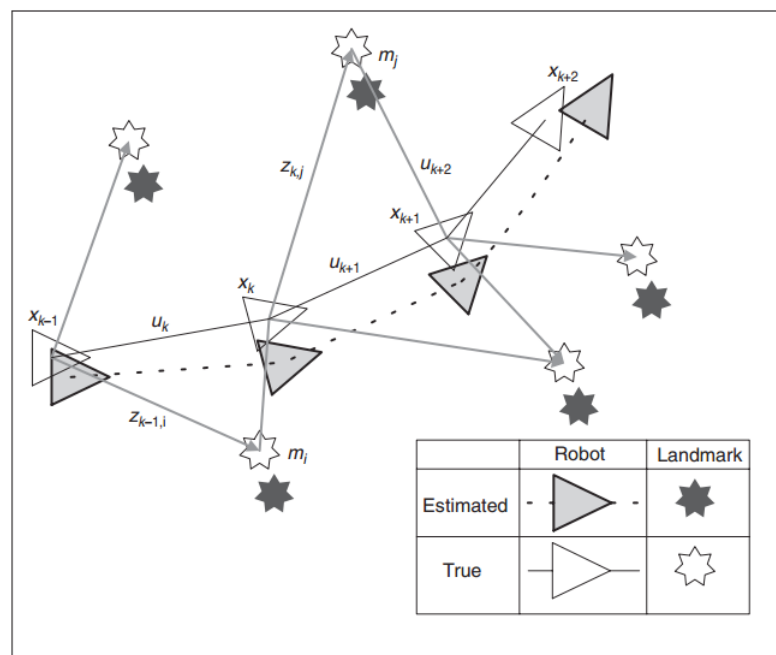 m_j
x_{k+2}
z_{k,j}
u_{k+2}
x_{k+1}
u_{k+1}
x_k
x_{k–1}
u_k
z_{k–1,i}
m_i
Robot Landmark
Estimated
True